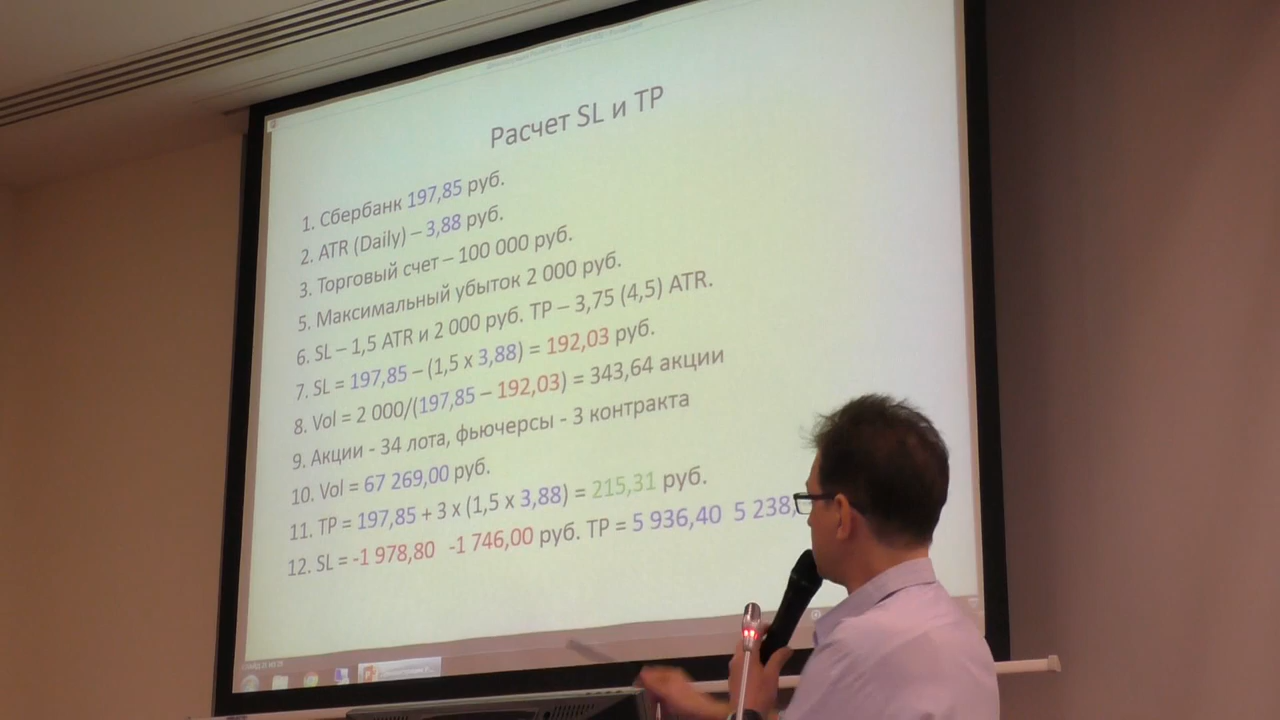 Расчет SL и TP
1. Сбербанк 197,85 руб.
2. ATR (Daily) – 3,88 руб.
3. Торговый счет – 100 000 руб.
5. Максимальный убыток 2 000 руб.
6. SL – 1,5 ATR и 2 000 руб. TP – 3,75 (4,5) ATR.
7. SL = 197,85 – (1,5 x 3,88) = 192,03 руб.
8. Vol = 2 000/(197,85 – 192,03) = 343,64 акции
9. Акции - 34 лота, фьючерсы - 3 контракта
10. Vol = 67 269,00 руб.
11. TP = 197,85 + 3 x (1,5 x 3,88) = 215,31 руб.
12. SL = -1 978,80 -1 746,00 руб. TP = 5 936,40 5 238,